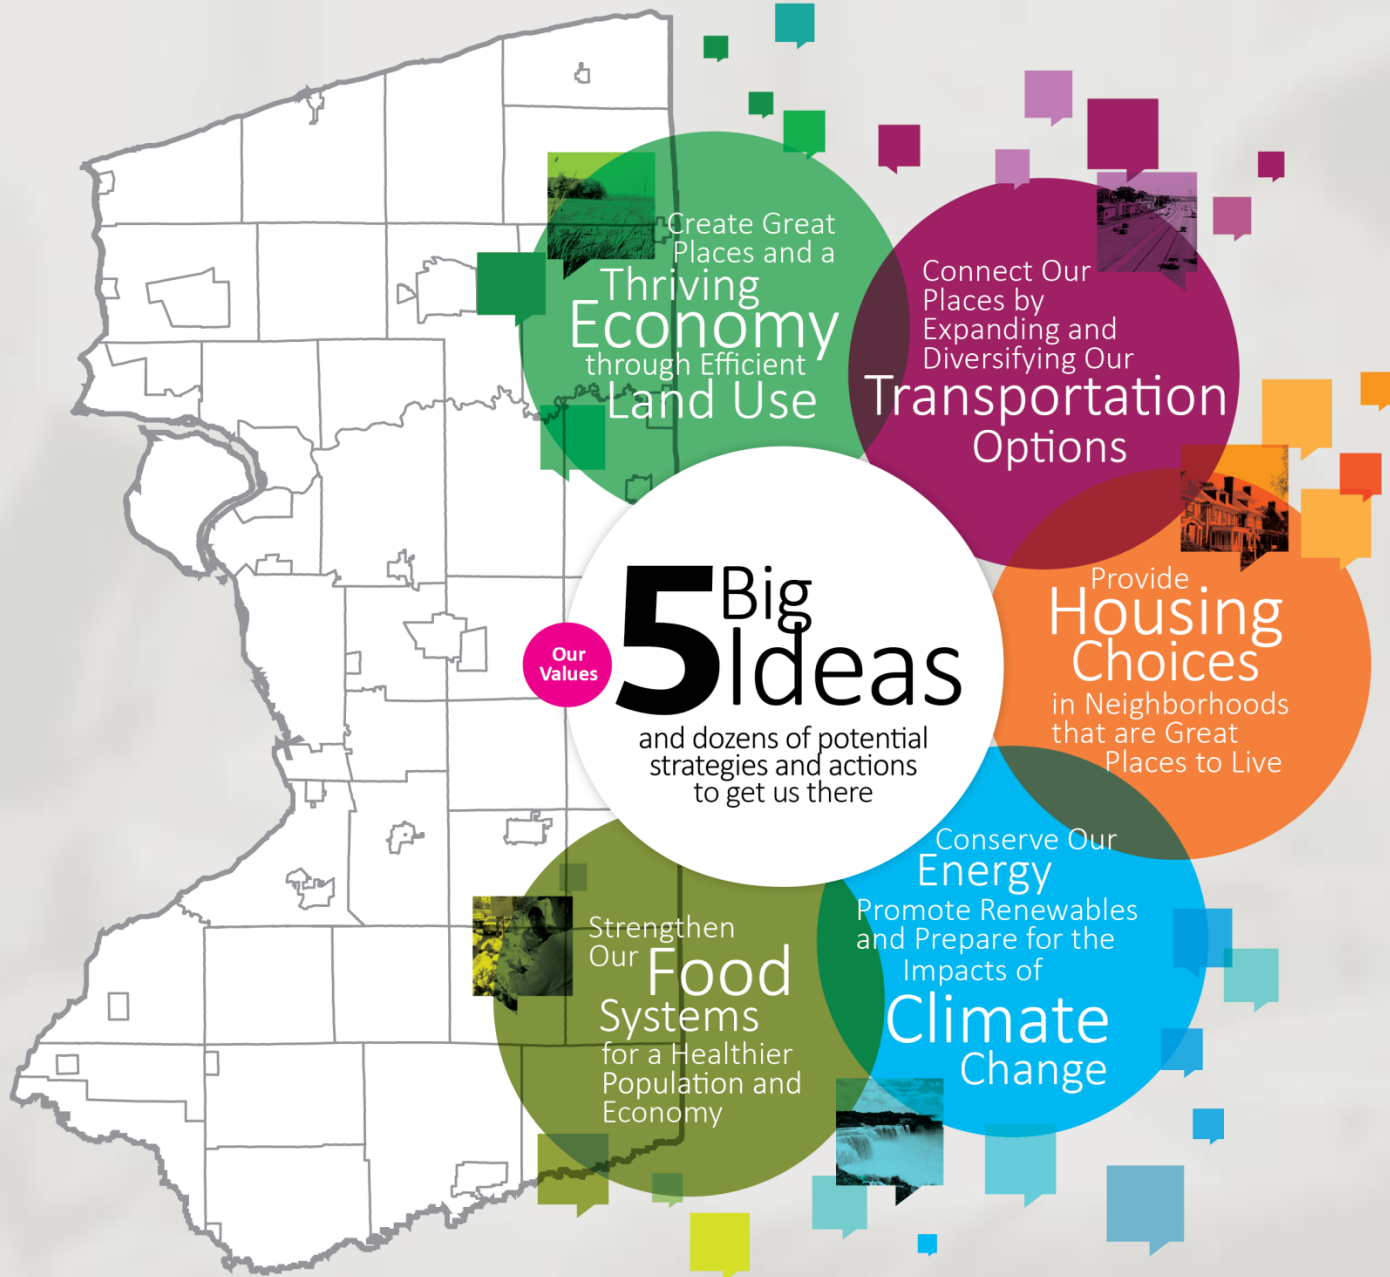 Create Great
Places and a
Thriving
Economy
through Efficient
Land Use
Connect Our
Places by
Expanding and
Diversifying Our
Transportation
Options
Provide
Housing
Choices
in Neighborhoods
that are Great
Places to Live
Our
Values
5 Big
Ideas
and dozens of potential
strategies and actions
to get us there
Conserve Our
Energy
Promote Renewables
and Prepare for the
Impacts of
Climate
Change
Strengthen
Our Food
Systems
for a Healthier
Population and
Economy